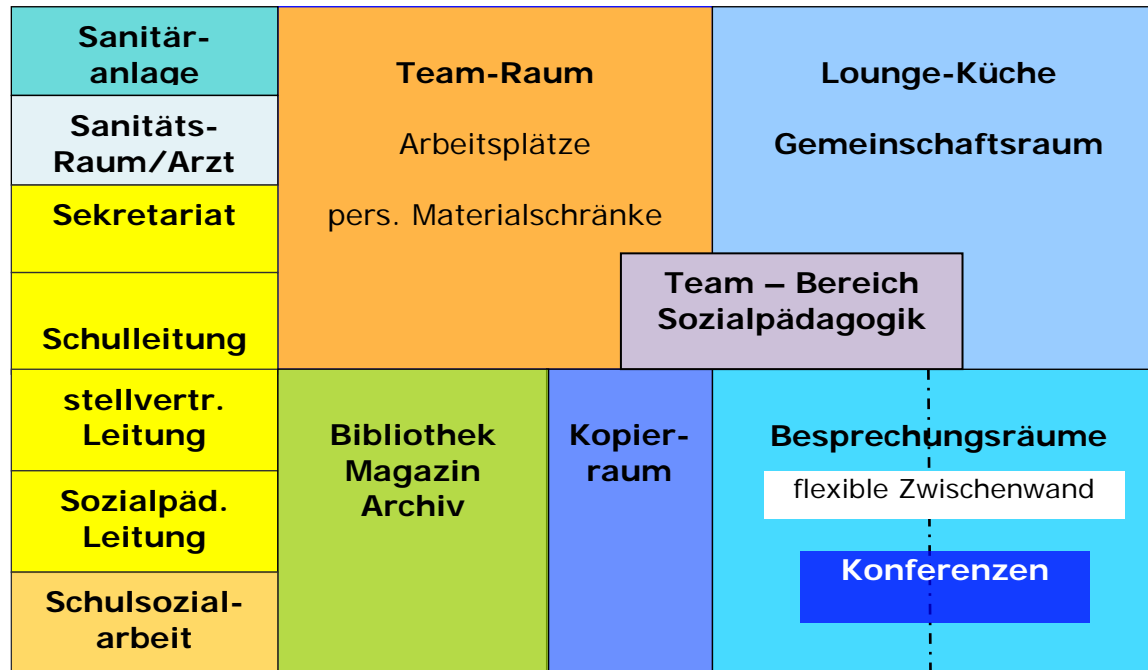 Sanitär-
anlage
Sanitäts-
Raum/Arzt
Sekretariat
Schulleitung
stellvertr.
Leitung
Sozialpäd.
Leitung
Schulsozial-
arbeit
Team-Raum
Arbeitsplätze
pers. Materialschränke
Lounge-Küche
Gemeinschaftsraum
Team – Bereich
Sozialpädagogik
Bibliothek
Magazin
Archiv
Kopier-
raum
Besprechungsräume
flexible Zwischenwand
Konferenzen